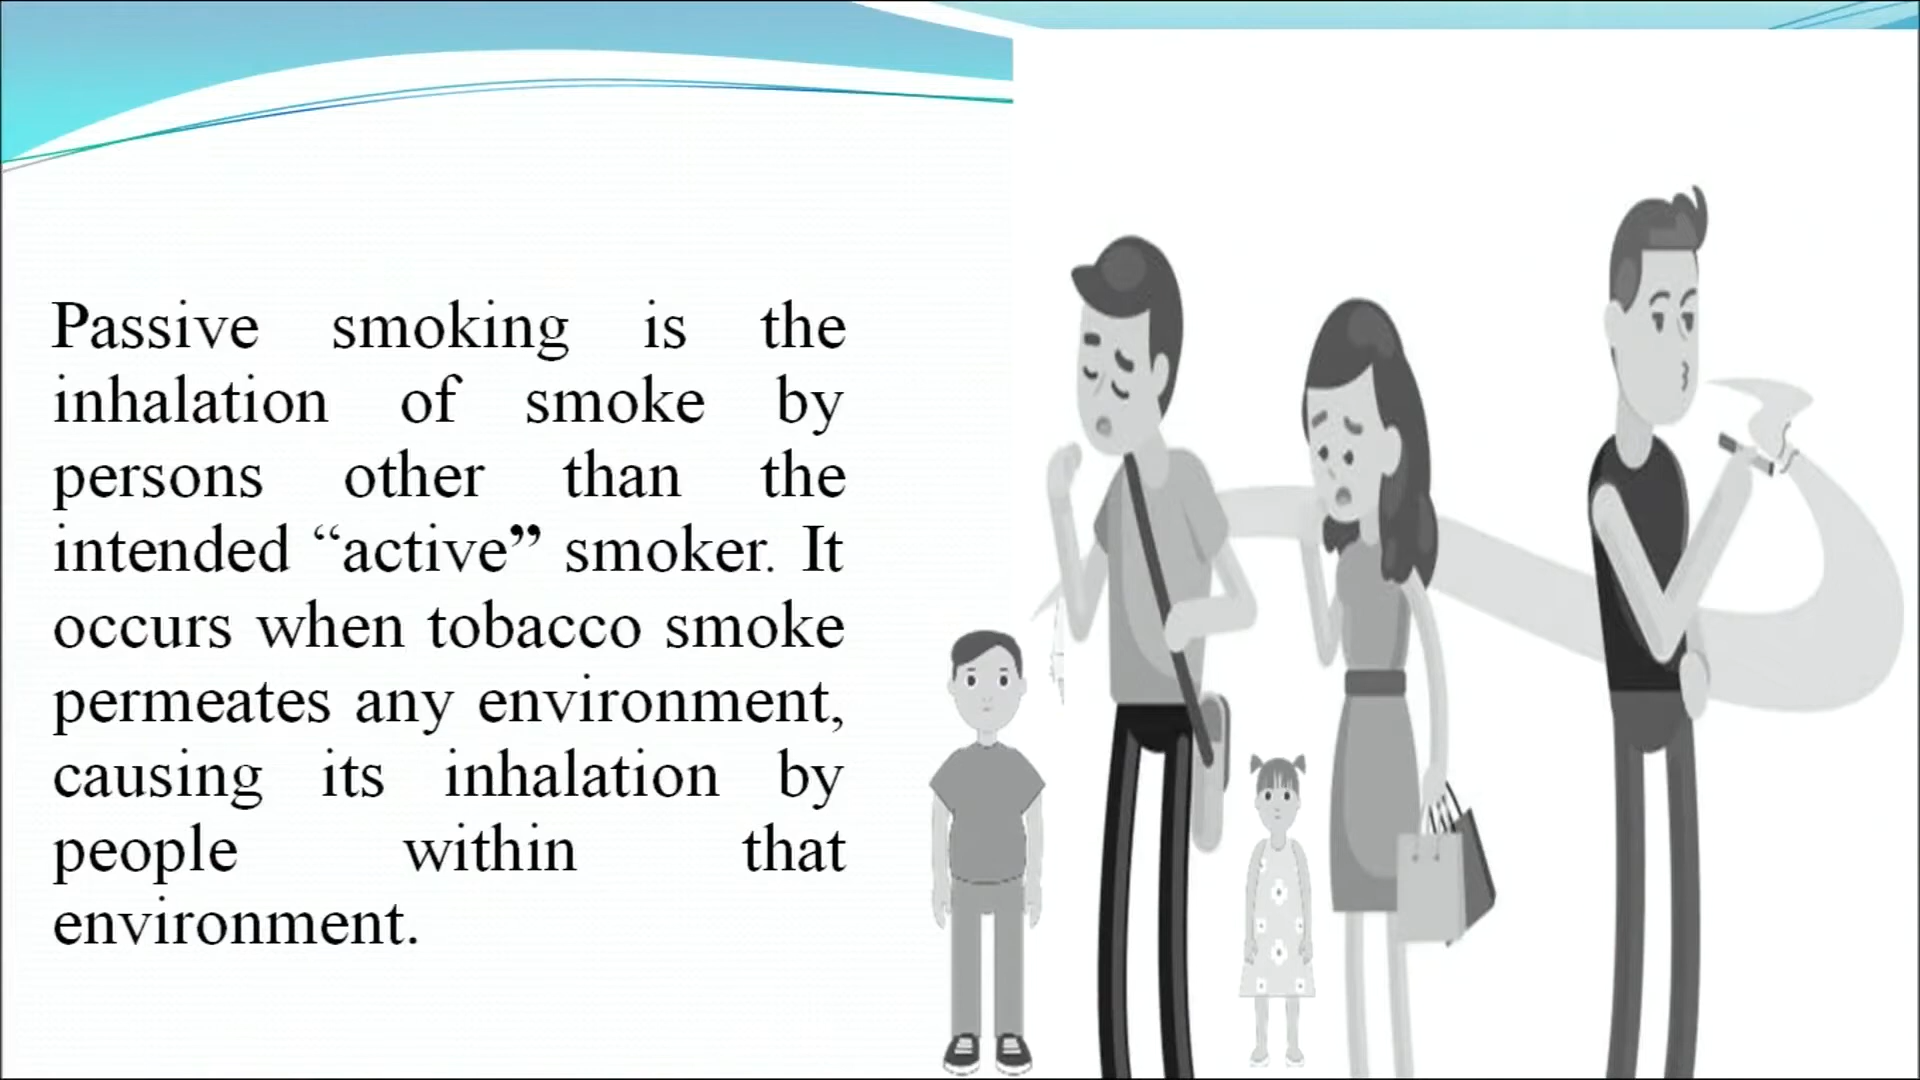 Passive smoking is the
inhalation of smoke by
persons other than the
intended “active” smoker. It
occurs when tobacco smoke
permeates any environment,
causing its inhalation by
people within that
environment.